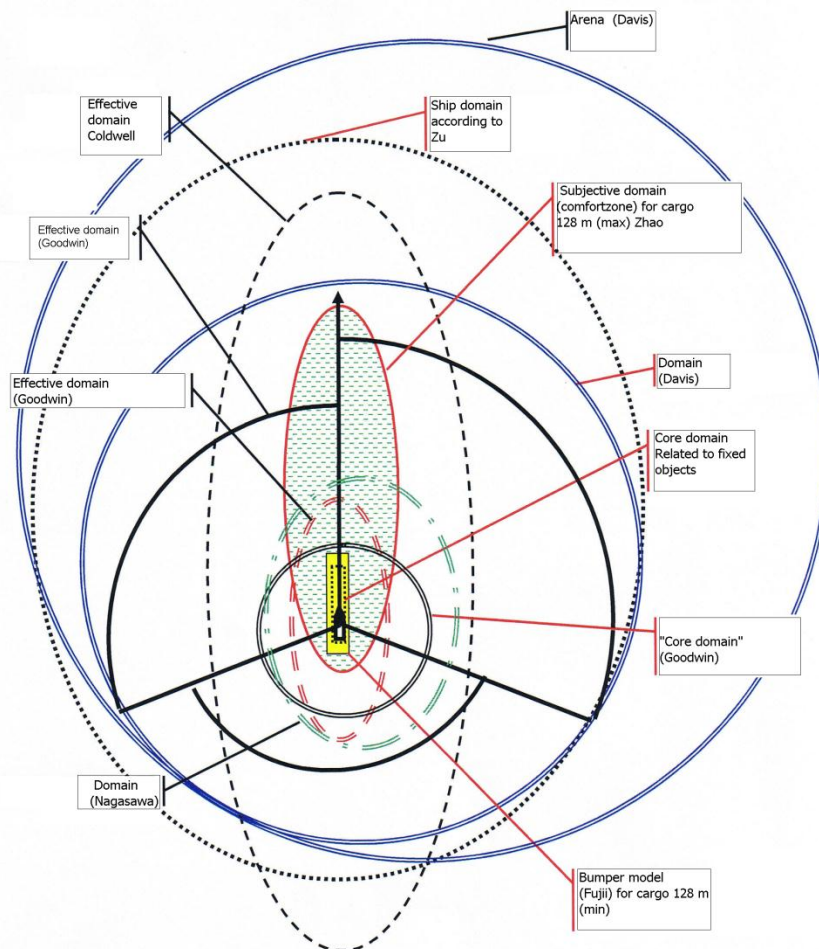 Arena (Davis)
Effective
domain
Coldwell
Ship domain
according to
Zu
Subjective domain
(comfortzone) for cargo
128 m (max) Zhao
Effective domain
(Goodwin)
Domain
(Davis)
Effective domain
(Goodwin)
Core domain
Related to fixed
objects
"Core domain"
(Goodwin)
Domain
(Nagasawa)
Bumper model
(Fujii) for cargo 128 m
(min)